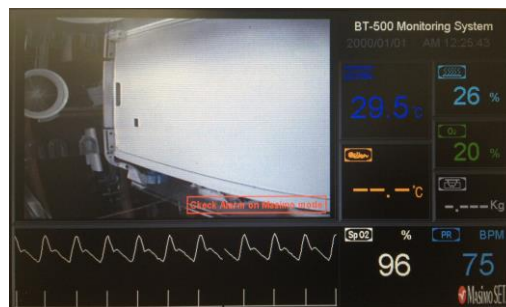 BT-500 Monitoring System
2000/01/01 AM 12:25:43
29.5°C
26 %
O₂
20 %
--.-°C
-.---Kg
Check Alarm on Masimo mode
SpO2 %
96
PR BPM
75
Masimo SET